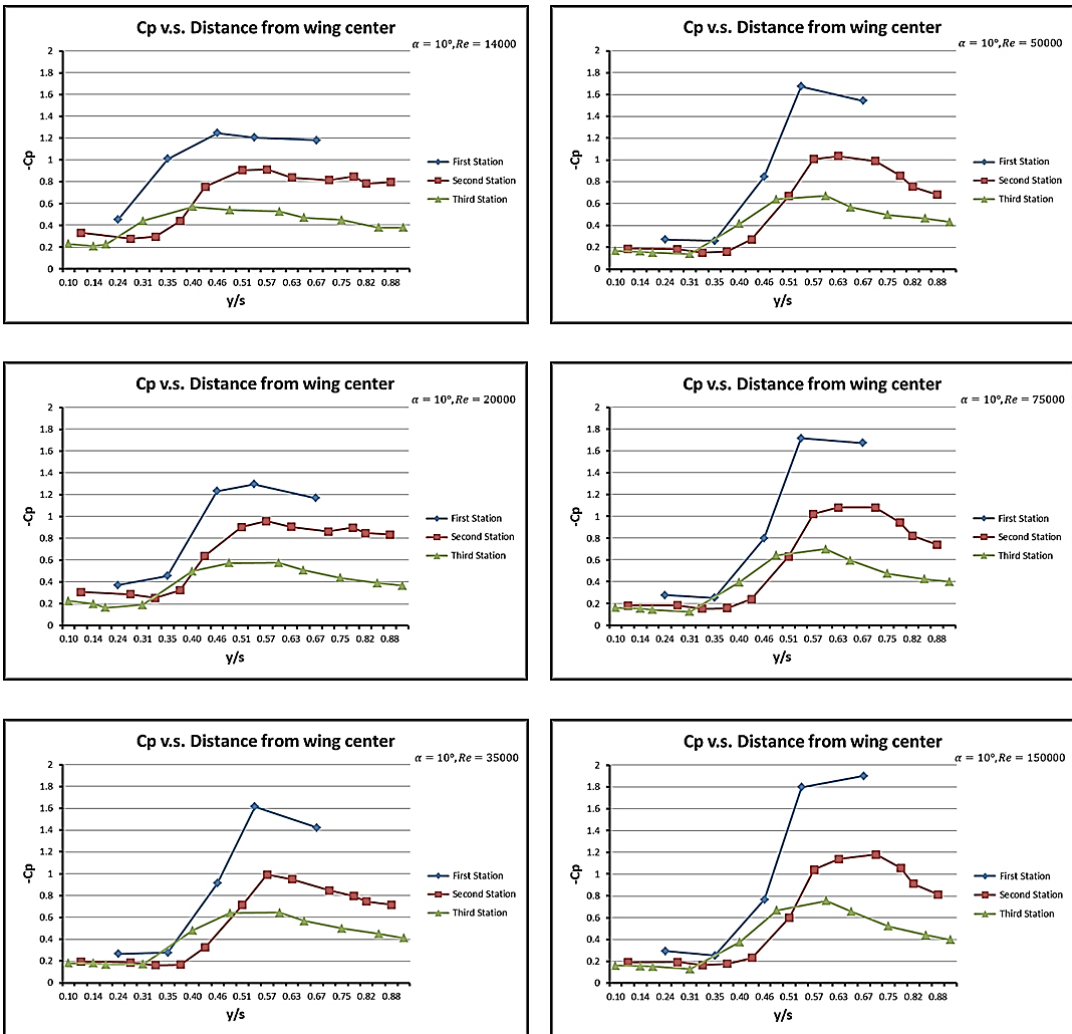 Cp v.s. Distance from wing center
α = 10°, Re = 14000
2
1.8
1.6
1.4
1.2
1
0.8
0.6
0.4
0.2
0
-Cp
First Station
Second Station
Third Station
0.10 0.14 0.24 0.31 0.35 0.40 0.46 0.51 0.57 0.63 0.67 0.75 0.82 0.88
y/s
Cp v.s. Distance from wing center
α = 10°, Re = 50000
2
1.8
1.6
1.4
1.2
1
0.8
0.6
0.4
0.2
0
-Cp
First Station
Second Station
Third Station
0.10 0.14 0.24 0.31 0.35 0.40 0.46 0.51 0.57 0.63 0.67 0.75 0.82 0.88
y/s
Cp v.s. Distance from wing center
α = 10°, Re = 20000
2
1.8
1.6
1.4
1.2
1
0.8
0.6
0.4
0.2
0
-Cp
First Station
Second Station
Third Station
0.10 0.14 0.24 0.31 0.35 0.40 0.46 0.51 0.57 0.63 0.67 0.75 0.82 0.88
y/s
Cp v.s. Distance from wing center
α = 10°, Re = 75000
2
1.8
1.6
1.4
1.2
1
0.8
0.6
0.4
0.2
0
-Cp
First Station
Second Station
Third Station
0.10 0.14 0.24 0.31 0.35 0.40 0.46 0.51 0.57 0.63 0.67 0.75 0.82 0.88
y/s
Cp v.s. Distance from wing center
α = 10°, Re = 35000
2
1.8
1.6
1.4
1.2
1
0.8
0.6
0.4
0.2
0
-Cp
First Station
Second Station
Third Station
0.10 0.14 0.24 0.31 0.35 0.40 0.46 0.51 0.57 0.63 0.67 0.75 0.82 0.88
y/s
Cp v.s. Distance from wing center
α = 10°, Re = 150000
2
1.8
1.6
1.4
1.2
1
0.8
0.6
0.4
0.2
0
-Cp
First Station
Second Station
Third Station
0.10 0.14 0.24 0.31 0.35 0.40 0.46 0.51 0.57 0.63 0.67 0.75 0.82 0.88
y/s